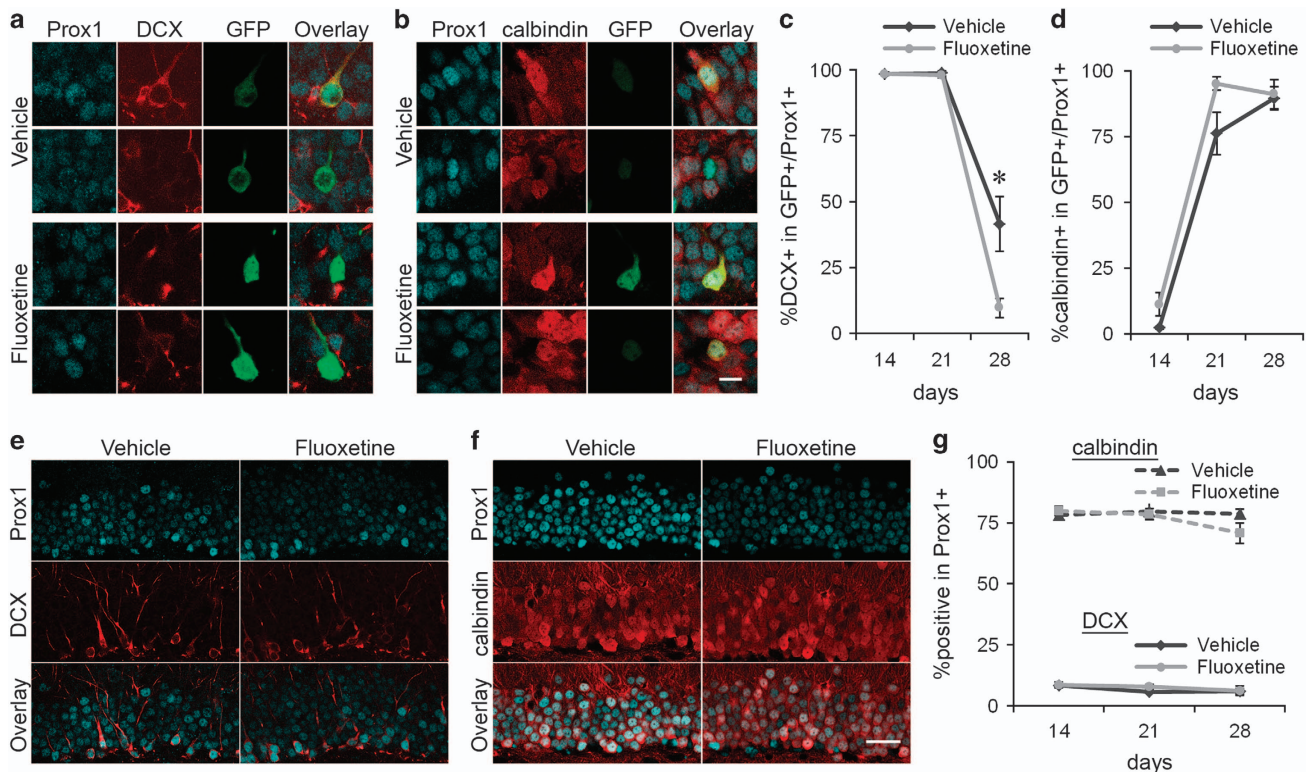 a
Prox1 DCX GFP Overlay
Vehicle
Fluoxetine
b
Prox1 calbindin GFP Overlay
Vehicle
Fluoxetine
c
Vehicle
Fluoxetine
%DCX+ in GFP+/Prox1+
100
75
50
25
0
*
14 21 28
days
d
Vehicle
Fluoxetine
%calbindin+ in GFP+/Prox1+
100
75
50
25
0
14 21 28
days
e
Vehicle Fluoxetine
Prox1
DCX
Overlay
f
Vehicle Fluoxetine
Prox1
calbindin
Overlay
g
calbindin
Vehicle
Fluoxetine
%positive in Prox1+
100
75
50
25
0
DCX
Vehicle
Fluoxetine
14 21 28
days